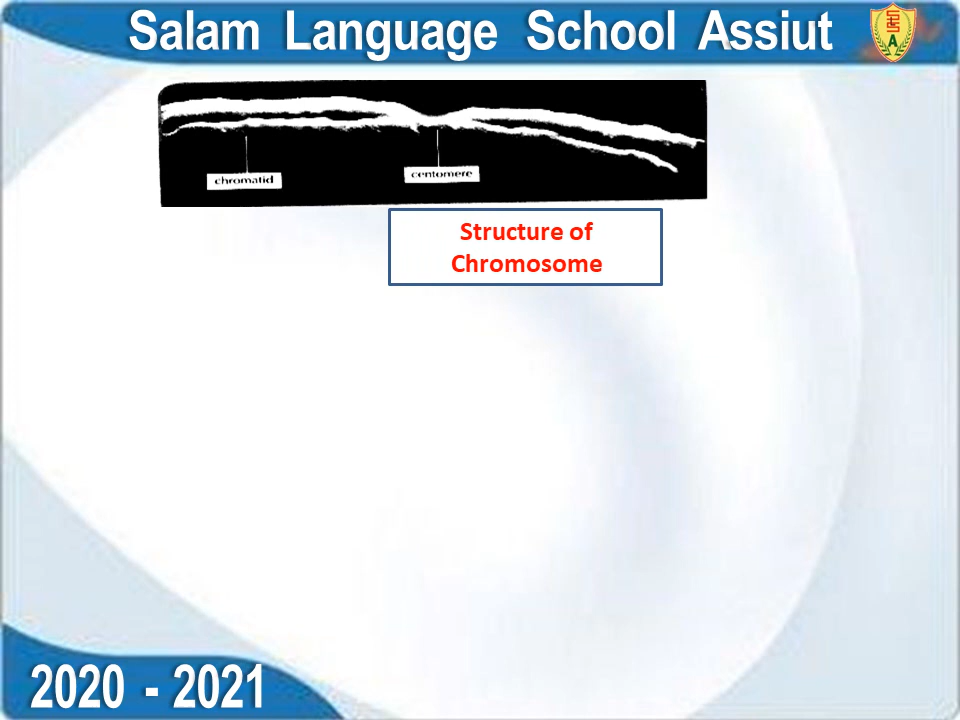 Salam Language School Assiut
A
chromatid
centomere
Structure of
Chromosome
2020 - 2021